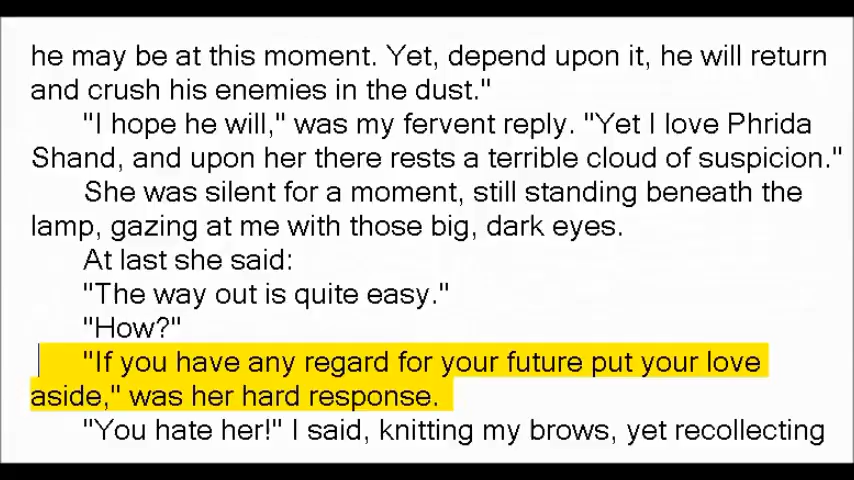 he may be at this moment. Yet, depend upon it, he will return
and crush his enemies in the dust."
"I hope he will," was my fervent reply. "Yet I love Phrida
Shand, and upon her there rests a terrible cloud of suspicion."
She was silent for a moment, still standing beneath the
lamp, gazing at me with those big, dark eyes.
At last she said:
"The way out is quite easy."
"How?"
"If you have any regard for your future put your love
aside," was her hard response.
"You hate her!" I said, knitting my brows, yet recollecting